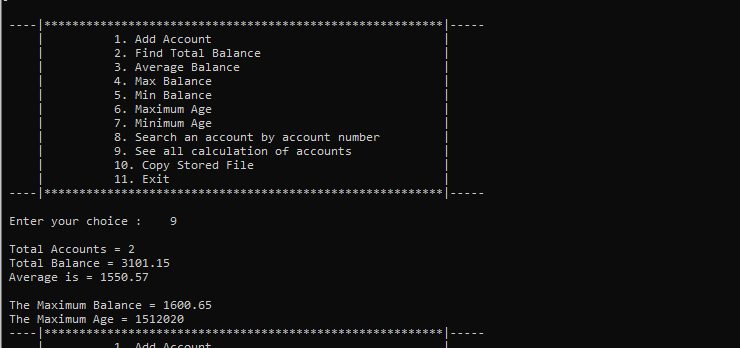 ----|*********************************************************|-----
| 1. Add Account |
| 2. Find Total Balance |
| 3. Average Balance |
| 4. Max Balance |
| 5. Min Balance |
| 6. Maximum Age |
| 7. Minimum Age |
| 8. Search an account by account number |
| 9. See all calculation of accounts |
| 10. Copy Stored File |
| 11. Exit |
----|*********************************************************|-----
Enter your choice : 9
Total Accounts = 2
Total Balance = 3101.15
Average is = 1550.57
The Maximum Balance = 1600.65
The Maximum Age = 1512020
----|*********************************************************|-----
| 1. Add Account |